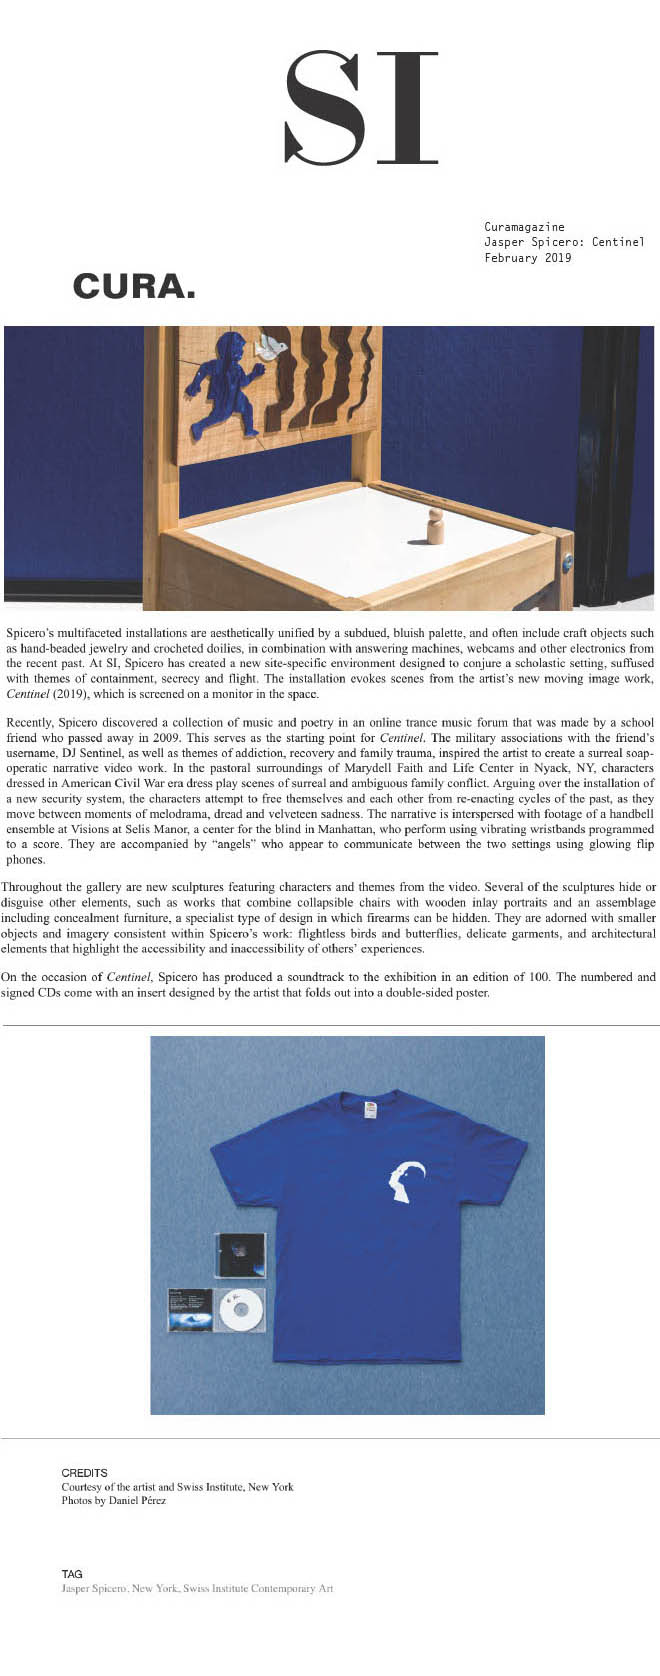 SI
Curamagazine
Jasper Spicero: Centinel
February 2019
CURA.
Spicero’s multifaceted installations are aesthetically unified by a subdued, bluish palette, and often include craft objects such
as hand-beaded jewelry and crocheted doilies, in combination with answering machines, webcams and other electronics from
the recent past. At SI, Spicero has created a new site-specific environment designed to conjure a scholastic setting, suffused
with themes of containment, secrecy and flight. The installation evokes scenes from the artist’s new moving image work,
Centinel (2019), which is screened on a monitor in the space.
Recently, Spicero discovered a collection of music and poetry in an online trance music forum that was made by a school
friend who passed away in 2009. This serves as the starting point for Centinel. The military associations with the friend’s
username, DJ Sentinel, as well as themes of addiction, recovery and family trauma, inspired the artist to create a surreal soap-
operatic narrative video work. In the pastoral surroundings of Marydell Faith and Life Center in Nyack, NY, characters
dressed in American Civil War era dress play scenes of surreal and ambiguous family conflict. Arguing over the installation of
a new security system, the characters attempt to free themselves and each other from re-enacting cycles of the past, as they
move between moments of melodrama, dread and velveteen sadness. The narrative is interspersed with footage of a handbell
ensemble at Visions at Selis Manor, a center for the blind in Manhattan, who perform using vibrating wristbands programmed
to a score. They are accompanied by “angels” who appear to communicate between the two settings using glowing flip
phones.
Throughout the gallery are new sculptures featuring characters and themes from the video. Several of the sculptures hide or
disguise other elements, such as works that combine collapsible chairs with wooden inlay portraits and an assemblage
including concealment furniture, a specialist type of design in which firearms can be hidden. They are adorned with smaller
objects and imagery consistent within Spicero’s work: flightless birds and butterflies, delicate garments, and architectural
elements that highlight the accessibility and inaccessibility of others’ experiences.
On the occasion of Centinel, Spicero has produced a soundtrack to the exhibition in an edition of 100. The numbered and
signed CDs come with an insert designed by the artist that folds out into a double-sided poster.
CREDITS
Courtesy of the artist and Swiss Institute, New York
Photos by Daniel Pérez
TAG
Jasper Spicero, New York, Swiss Institute Contemporary Art